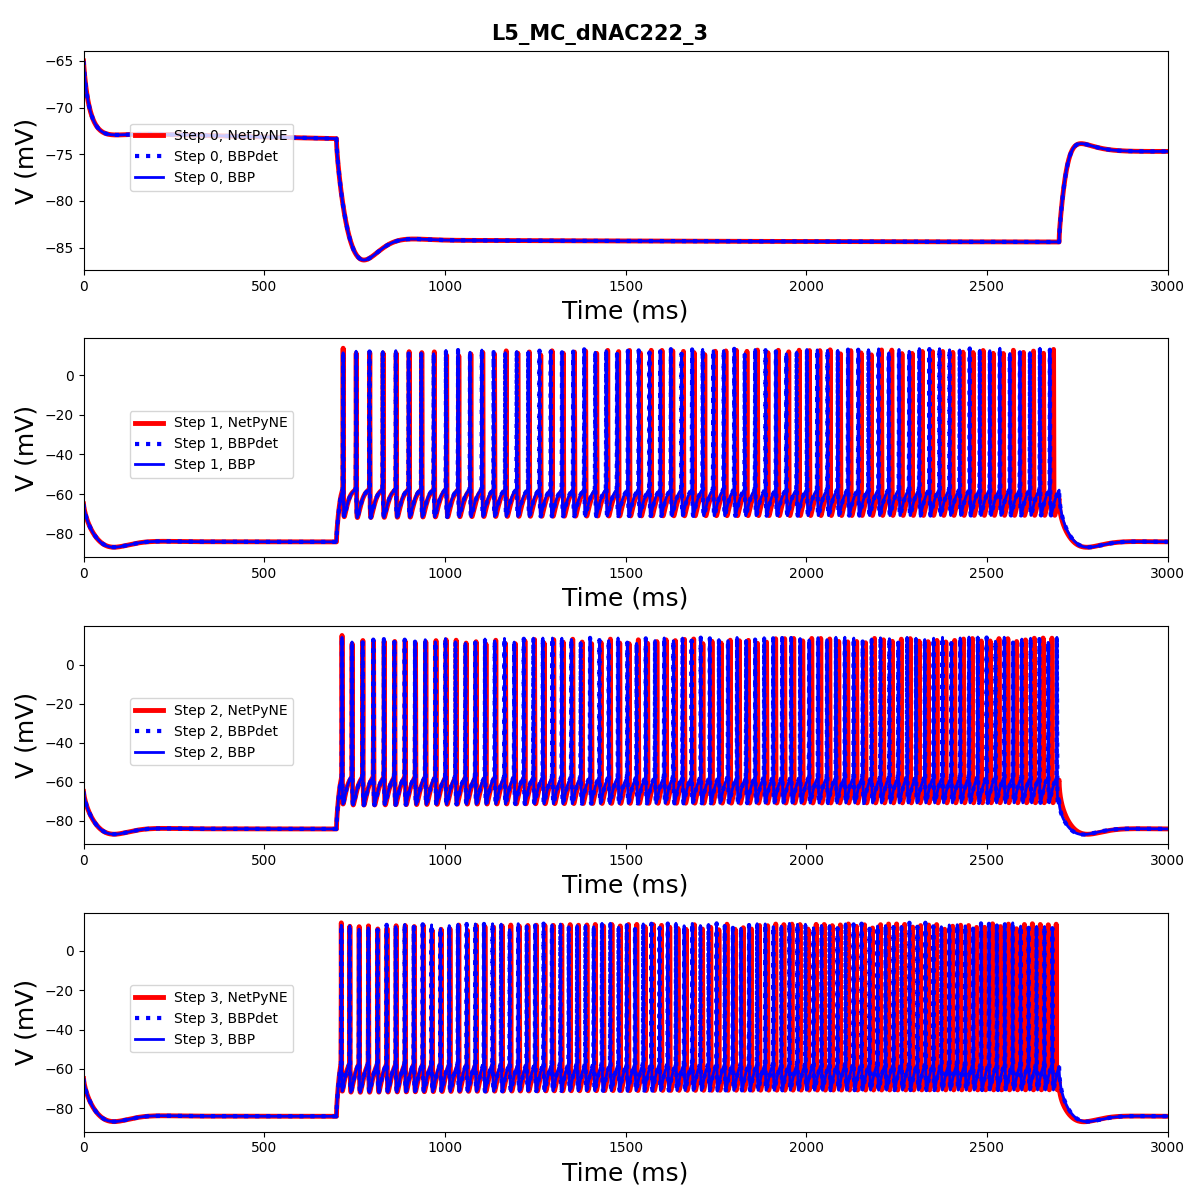 L5_MC_dNAC222_3
−65
−70
−75
−80
−85
V (mV)
Step 0, NetPyNE
Step 0, BBPdet
Step 0, BBP
0 500 1000 1500 2000 2500 3000
Time (ms)
0
−20
−40
−60
−80
V (mV)
Step 1, NetPyNE
Step 1, BBPdet
Step 1, BBP
0 500 1000 1500 2000 2500 3000
Time (ms)
0
−20
−40
−60
−80
V (mV)
Step 2, NetPyNE
Step 2, BBPdet
Step 2, BBP
0 500 1000 1500 2000 2500 3000
Time (ms)
0
−20
−40
−60
−80
V (mV)
Step 3, NetPyNE
Step 3, BBPdet
Step 3, BBP
0 500 1000 1500 2000 2500 3000
Time (ms)